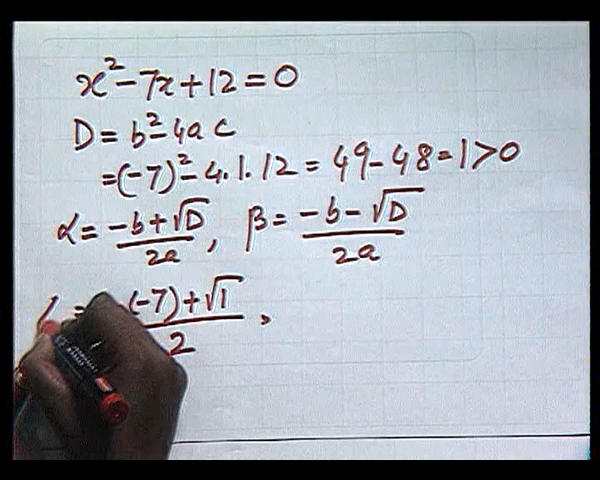 x² - 7x + 12 = 0
D = b² - 4ac
= (-7)² - 4.1.12 = 49 - 48 = 1 > 0
α = (-b + √D)/2a , β = (-b - √D)/2a
= (-7) + √1 / 2 ,